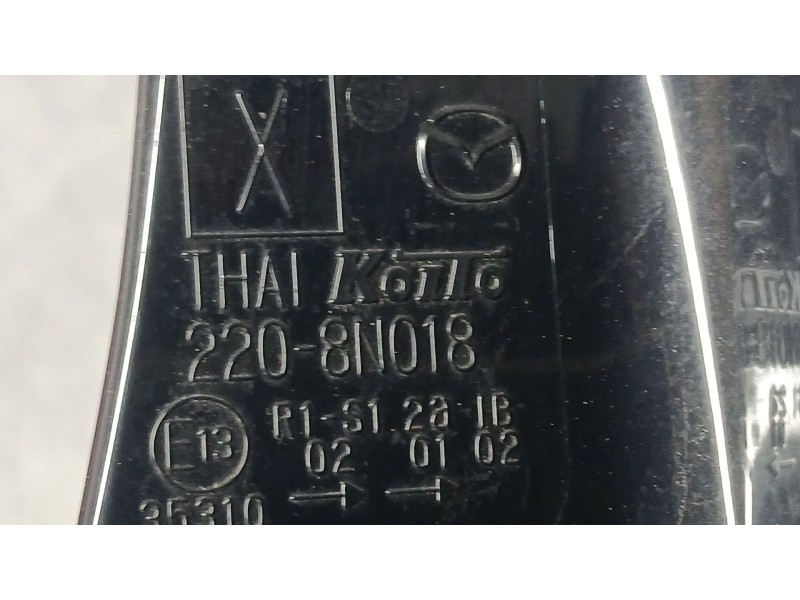 X
THAI KOITO
220-8N018
E13 R1-S1.2a IB
02 01 02
35310